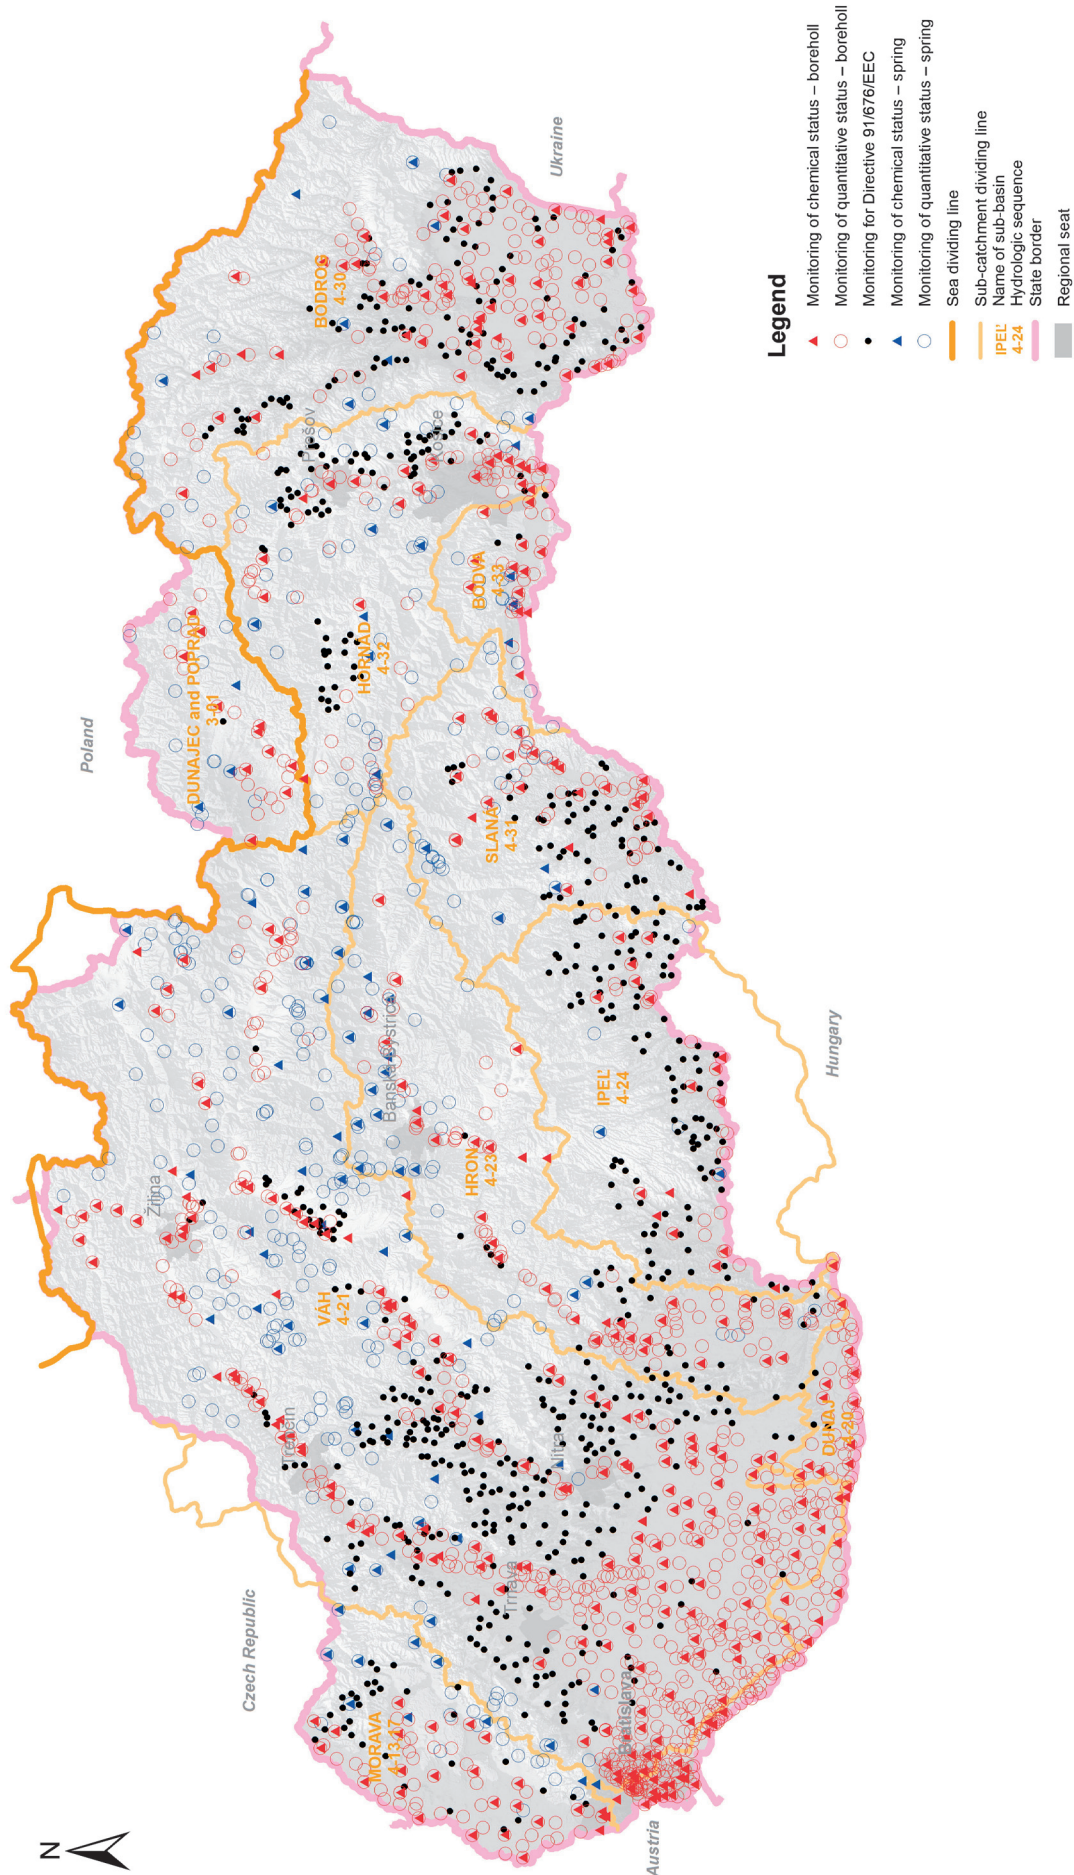 N
Poland
Czech Republic
Ukraine
Austria
Hungary
DUNAJEC and POPRAD
3-01
BODROG
4-30
HORNÁD
4-32
BODVA
4-33
SLANÁ
4-31
VÁH
4-21
HRON
4-23
IPEĽ
4-24
MORAVA
4-13-17
DUNAJ
4-20
Žilina
Prešov
Košice
Banská Bystrica
Trenčín
Nitra
Trnava
Bratislava
Legend
Monitoring of chemical status – boreholl
Monitoring of quantitative status – boreholl
Monitoring for Directive 91/676/EEC
Monitoring of chemical status – spring
Monitoring of quantitative status – spring
Sea dividing line
Sub-catchment dividing line
IPEĽ Name of sub-basin
4-24 Hydrologic sequence
State border
Regional seat